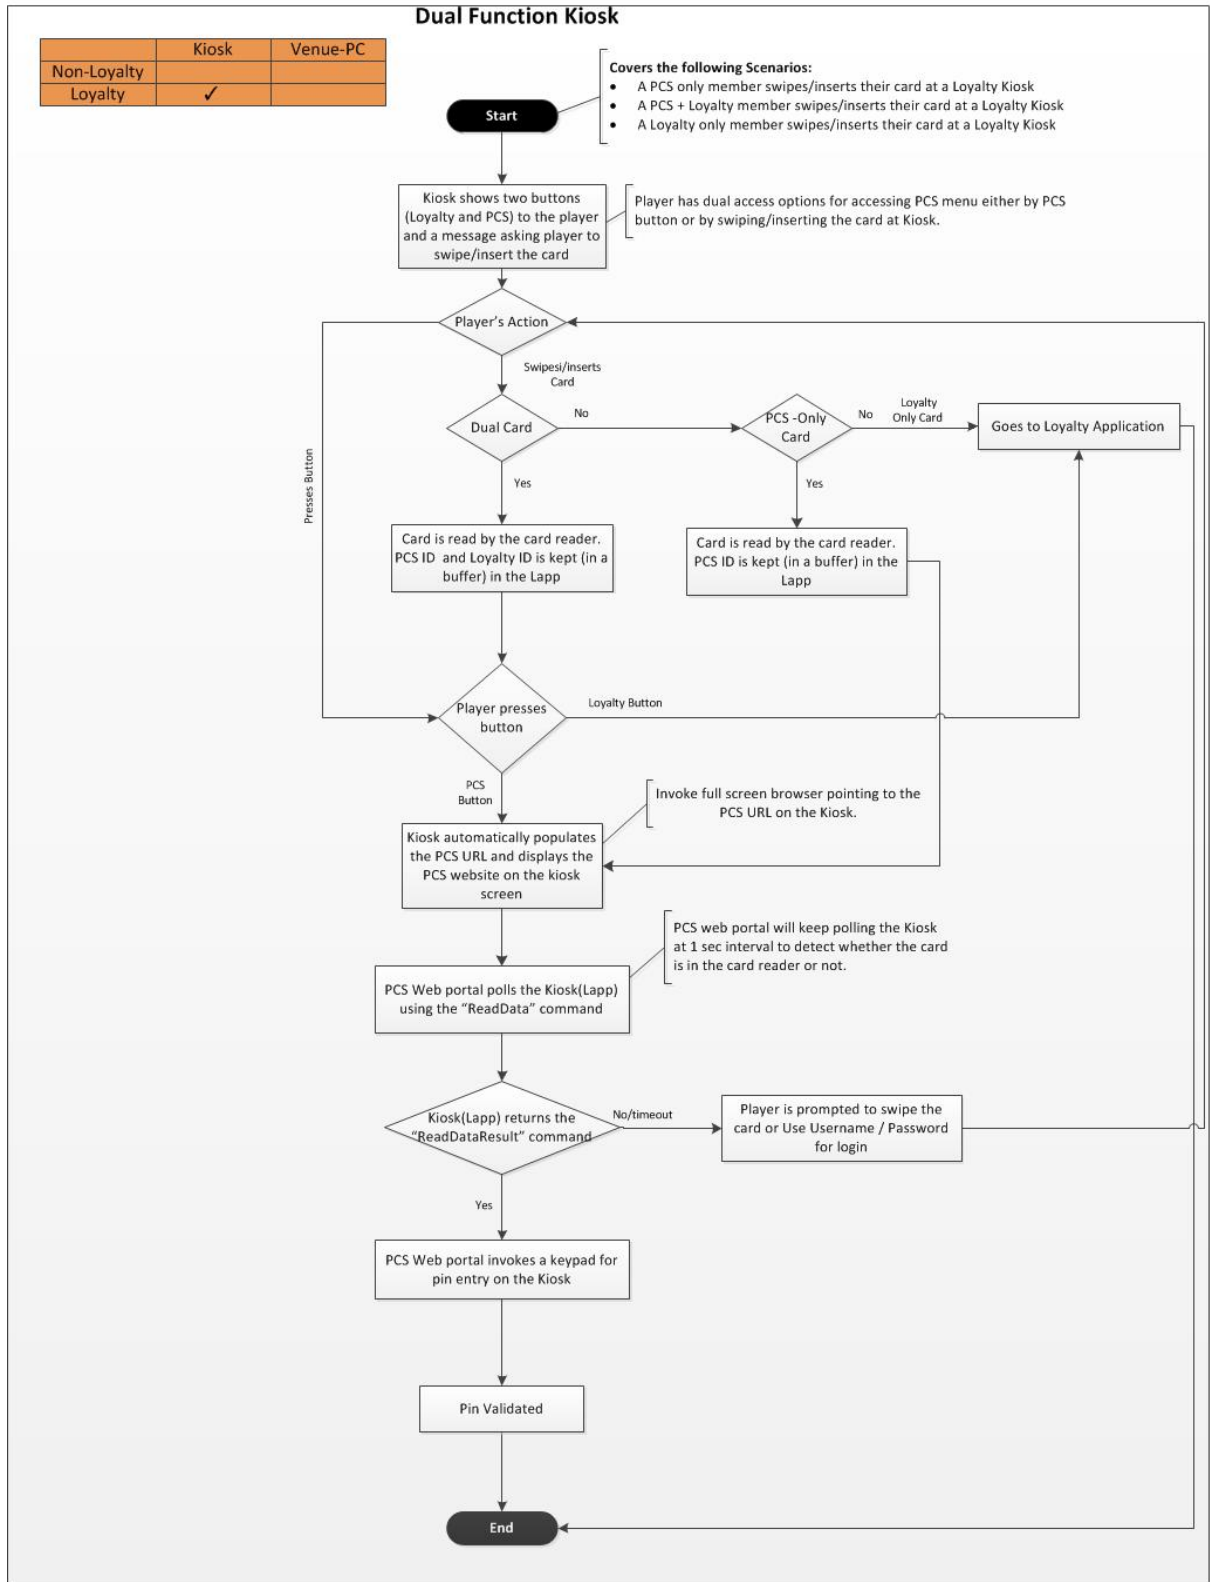 Dual Function Kiosk
Kiosk Venue-PC
Non-Loyalty
Loyalty ✓
Covers the following Scenarios:
• A PCS only member swipes/inserts their card at a Loyalty Kiosk
• A PCS + Loyalty member swipes/inserts their card at a Loyalty Kiosk
• A Loyalty only member swipes/inserts their card at a Loyalty Kiosk
Start
Kiosk shows two buttons
(Loyalty and PCS) to the player
and a message asking player to
swipe/insert the card
Player has dual access options for accessing PCS menu either by PCS
button or by swiping/inserting the card at Kiosk.
Player's Action
Swipesi/inserts
Card
Dual Card
No
PCS -Only
Card
No
Loyalty
Only Card
Goes to Loyalty Application
Presses Button
Yes
Yes
Card is read by the card reader.
PCS ID and Loyalty ID is kept (in a
buffer) in the Lapp
Card is read by the card reader.
PCS ID is kept (in a buffer) in the
Lapp
Player presses
button
Loyalty Button
PCS
Button
Invoke full screen browser pointing to the
PCS URL on the Kiosk.
Kiosk automatically populates
the PCS URL and displays the
PCS website on the kiosk
screen
PCS web portal will keep polling the Kiosk
at 1 sec interval to detect whether the card
is in the card reader or not.
PCS Web portal polls the Kiosk(Lapp)
using the “ReadData” command
Kiosk(Lapp) returns the
“ReadDataResult” command
No/timeout
Player is prompted to swipe the
card or Use Username / Password
for login
Yes
PCS Web portal invokes a keypad for
pin entry on the Kiosk
Pin Validated
End